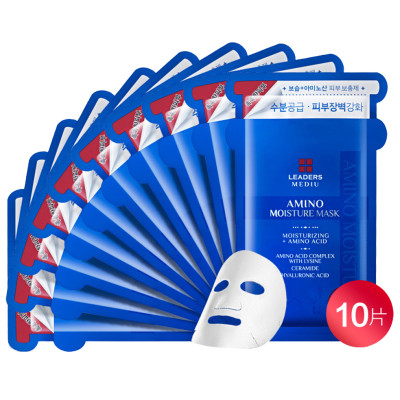 + 보습+아미노산 피부보충제 +
수분공급·피부장벽강화
LEADERS
MEDIU
AMINO
MOISTURE MASK
MOISTURIZING
+ AMINO ACID
AMINO ACID COMPLEX
WITH LYSINE
CERAMIDE
HYALURONIC ACID
AMINO MOIST
10片